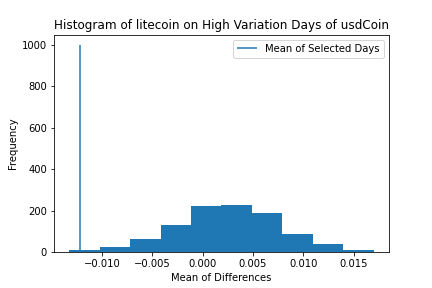 Histogram of litecoin on High Variation Days of usdCoin
Mean of Selected Days
1000
800
600
400
200
0
Frequency
−0.010 −0.005 0.000 0.005 0.010 0.015
Mean of Differences